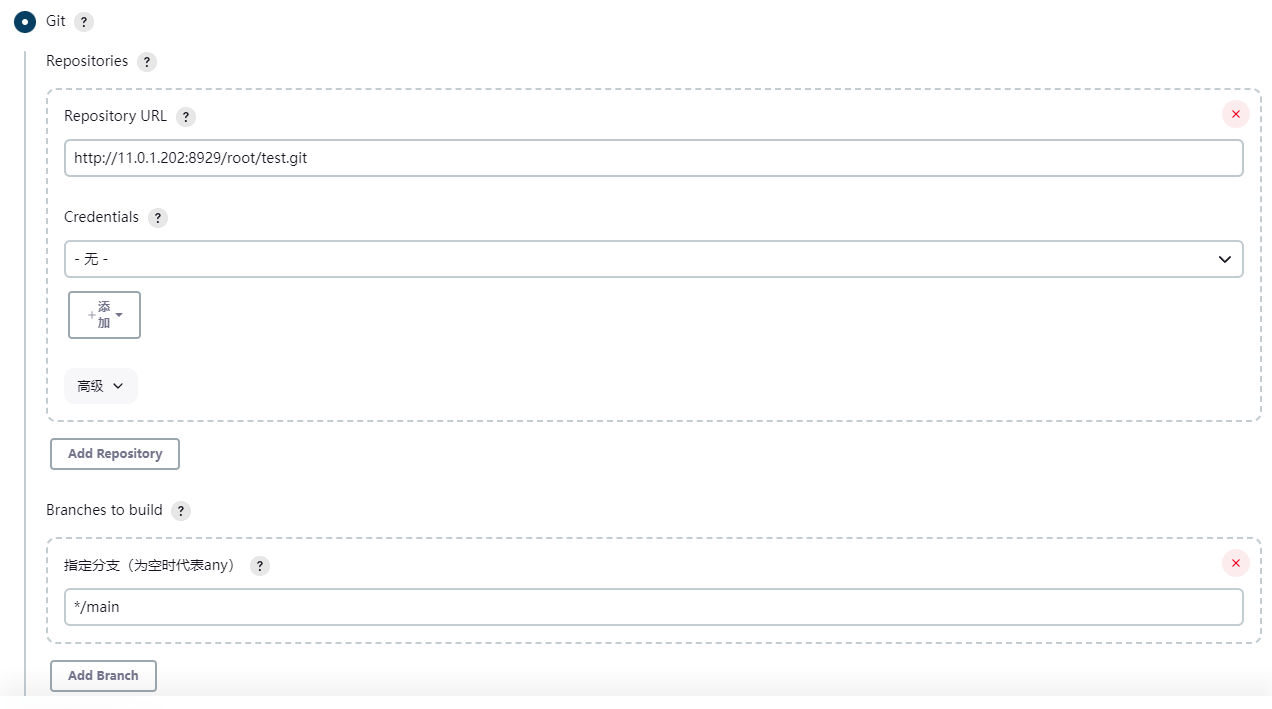 Git ?
Repositories ?
Repository URL ?
http://11.0.1.202:8929/root/test.git
Credentials ?
- 无 -
+添
加
高级
Add Repository
Branches to build ?
指定分支（为空时代表any） ?
*/main
Add Branch